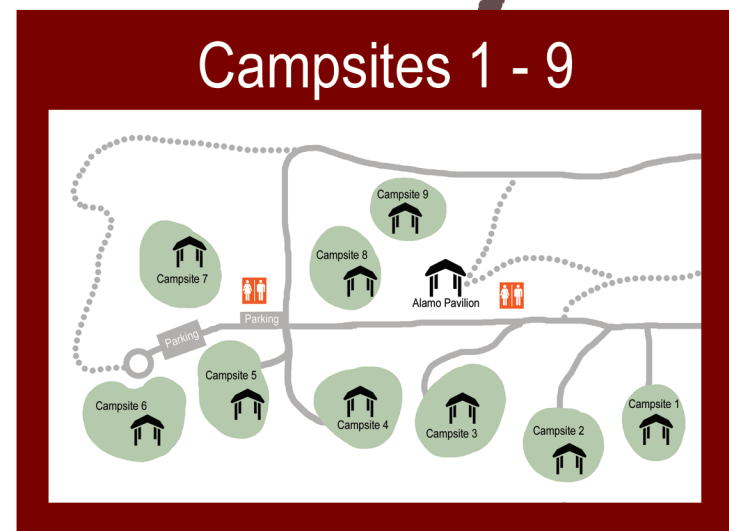 Campsites 1 - 9
Campsite 9
Campsite 8
Campsite 7
Alamo Pavilion
Parking
Parking
Campsite 5
Campsite 6
Campsite 4
Campsite 3
Campsite 2
Campsite 1